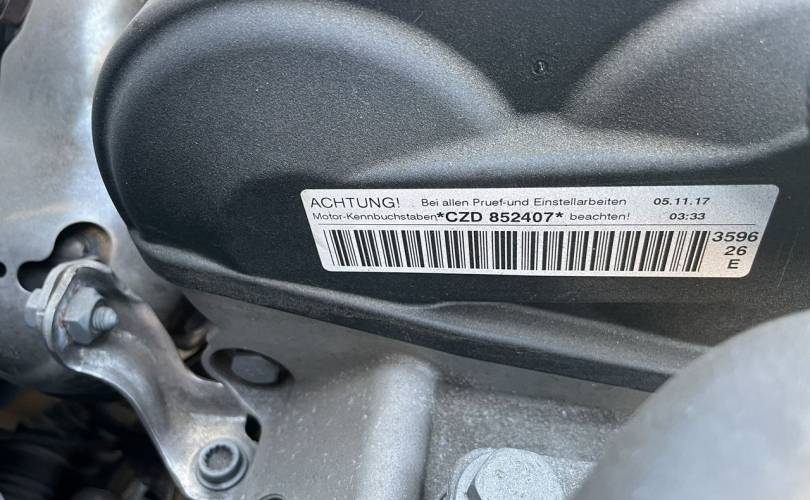 ACHTUNG! Bei allen Pruef-und Einstellarbeiten 05.11.17
Motor-Kennbuchstaben *CZD 852407* beachten! 03:33
3596
26
E